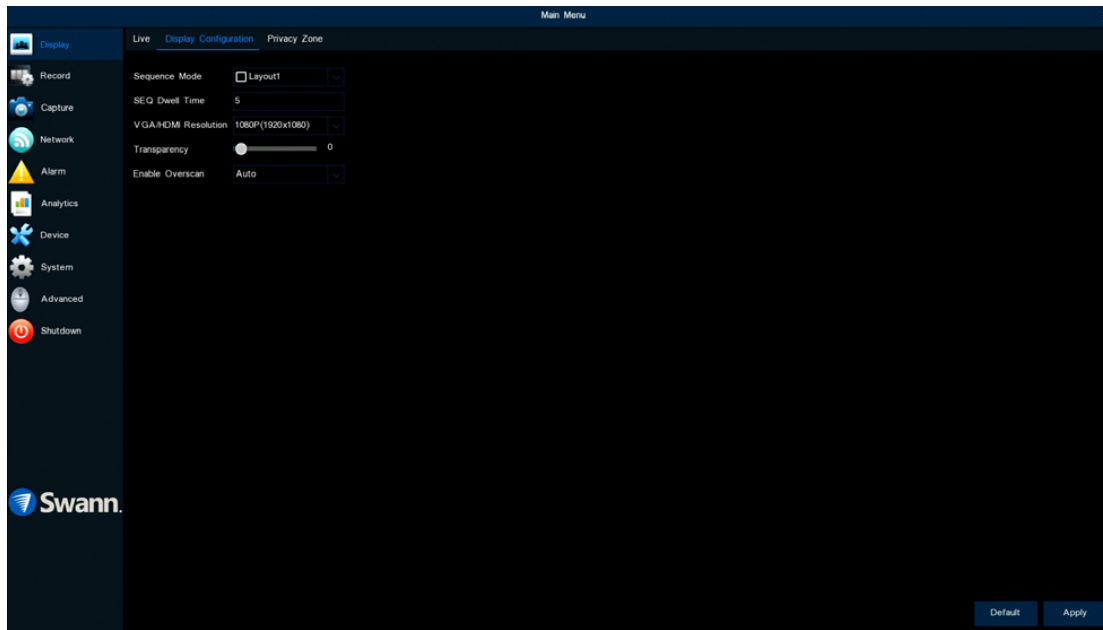 Main Menu
Display
Record
Capture
Network
Alarm
Analytics
Device
System
Advanced
Shutdown
Swann.
Live Display Configuration Privacy Zone
Sequence Mode Layout1
SEQ Dwell Time 5
VGA/HDMI Resolution 1080P(1920x1080)
Transparency 0
Enable Overscan Auto
Default Apply